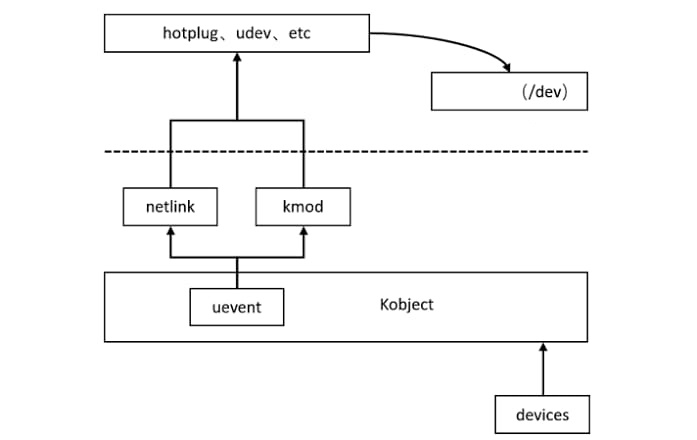 hotplug、udev、etc
（/dev）
netlink
kmod
uevent
Kobject
devices